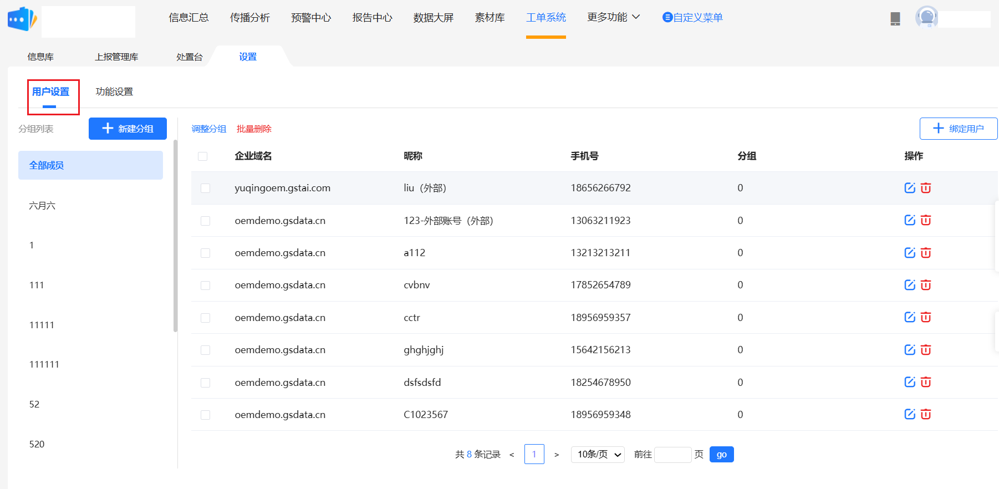 信息汇总 传播分析 预警中心 报告中心 数据大屏 素材库 工单系统 更多功能 自定义菜单
信息库 上报管理库 处置台 设置
用户设置 功能设置
分组列表 新建分组 调整分组 批量删除 绑定用户
企业域名 昵称 手机号 分组 操作
全部成员
yuqingoem.gstai.com liu（外部） 18656266792 0
六月六
oemdemo.gsdata.cn 123-外部账号（外部） 13063211923 0
1
oemdemo.gsdata.cn a112 13213213211 0
111
oemdemo.gsdata.cn cvbnv 17852654789 0
11111
oemdemo.gsdata.cn cctr 18956959357 0
111111
oemdemo.gsdata.cn ghghjghj 15642156213 0
52
oemdemo.gsdata.cn dsfsdsfd 18254678950 0
520
oemdemo.gsdata.cn C1023567 18956959348 0
共 8 条记录 < 1 > 10条/页 前往 页 go